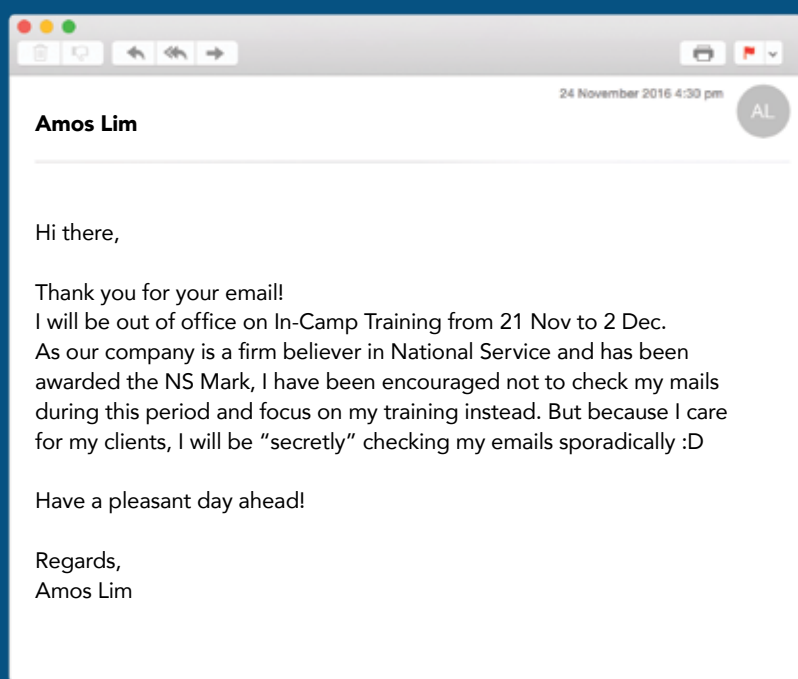 24 November 2016 4:30 pm
AL
Amos Lim
Hi there,
Thank you for your email!
I will be out of office on In-Camp Training from 21 Nov to 2 Dec.
As our company is a firm believer in National Service and has been
awarded the NS Mark, I have been encouraged not to check my mails
during this period and focus on my training instead. But because I care
for my clients, I will be “secretly” checking my emails sporadically :D
Have a pleasant day ahead!
Regards,
Amos Lim